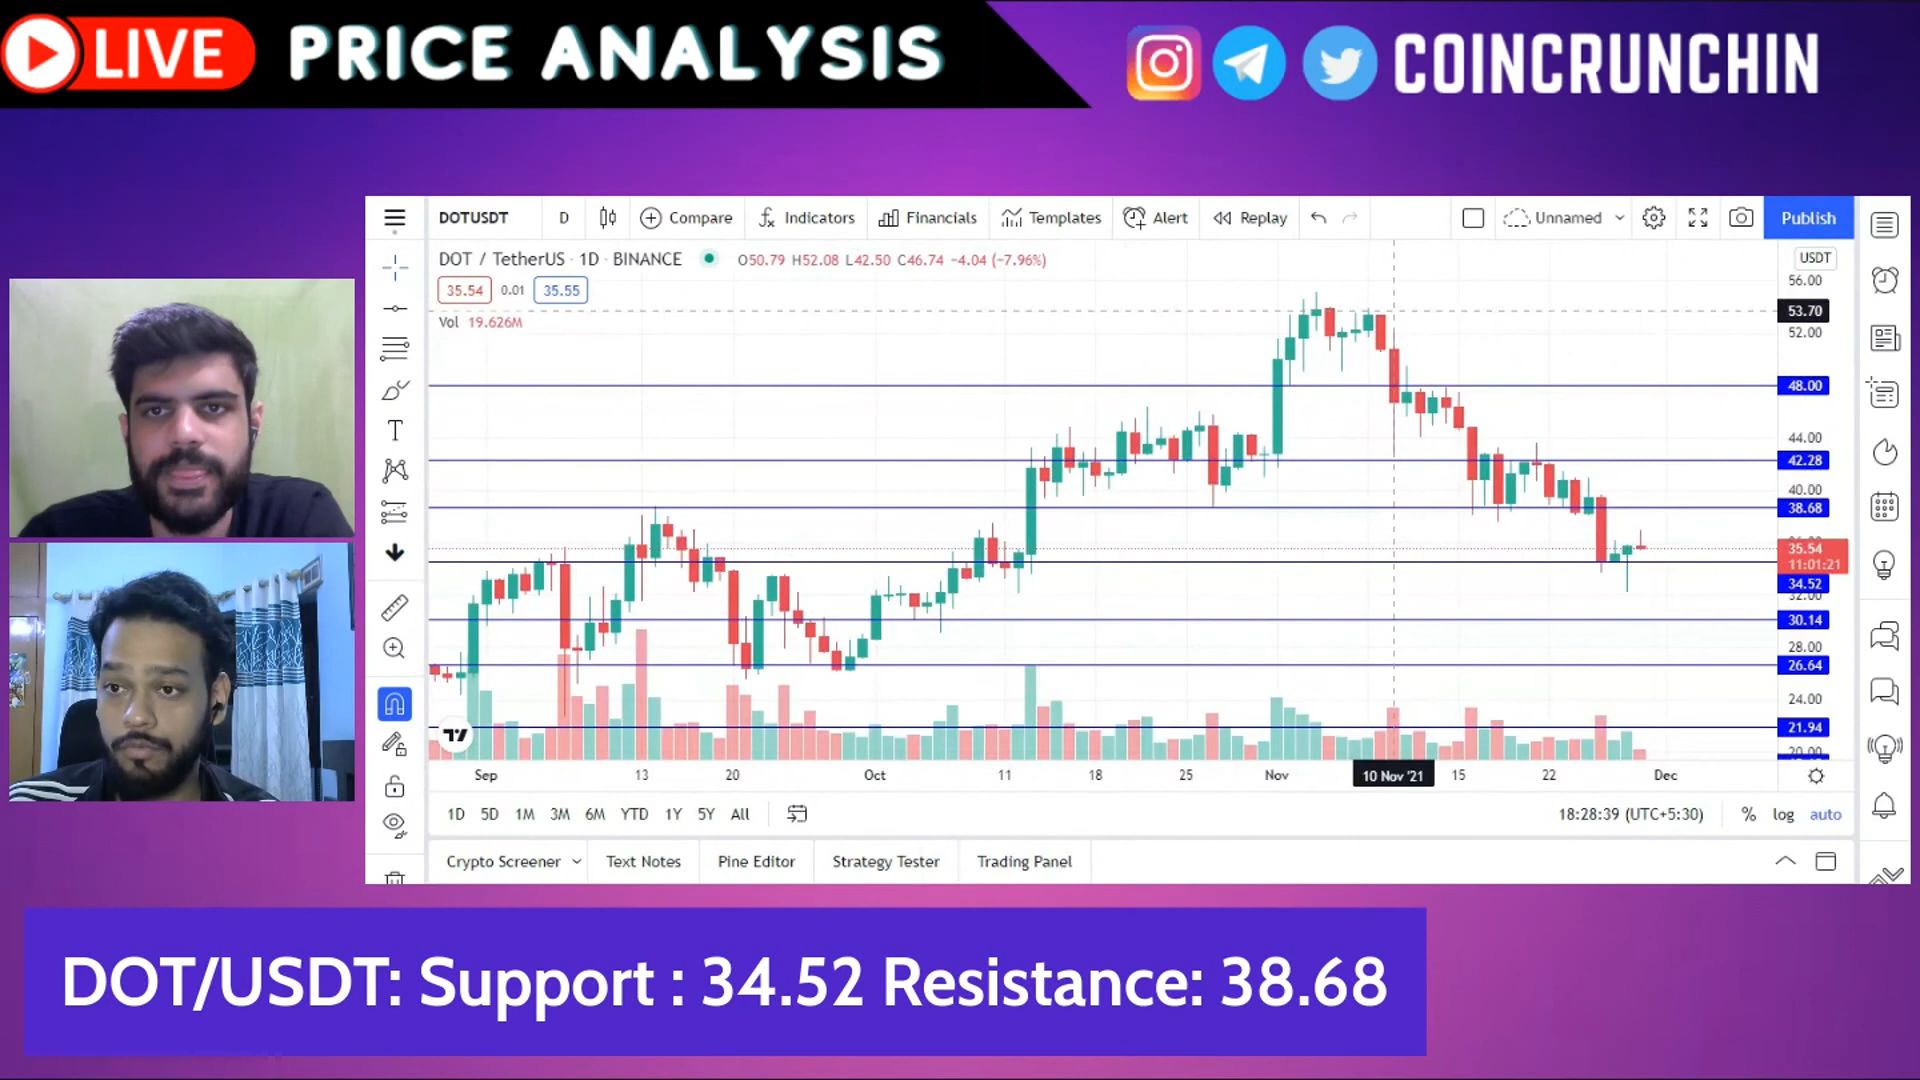 LIVE PRICE ANALYSIS COINCRUNCHIN
DOTUSDT D Compare Indicators Financials Templates Alert Replay Unnamed Publish
DOT / TetherUS · 1D · BINANCE O50.79 H52.08 L42.50 C46.74 −4.04 (−7.96%) USDT
35.54 0.01 35.55
Vol 19.626M
56.00
53.70
52.00
48.00
44.00
42.28
40.00
38.68
35.54
11:01:21
34.52
32.00
30.14
28.00
26.64
24.00
21.94
20.00
Sep 13 20 Oct 11 18 25 Nov 10 Nov '21 15 22 Dec
1D 5D 1M 3M 6M YTD 1Y 5Y All 18:28:39 (UTC+5:30) % log auto
Crypto Screener Text Notes Pine Editor Strategy Tester Trading Panel
DOT/USDT: Support : 34.52 Resistance: 38.68